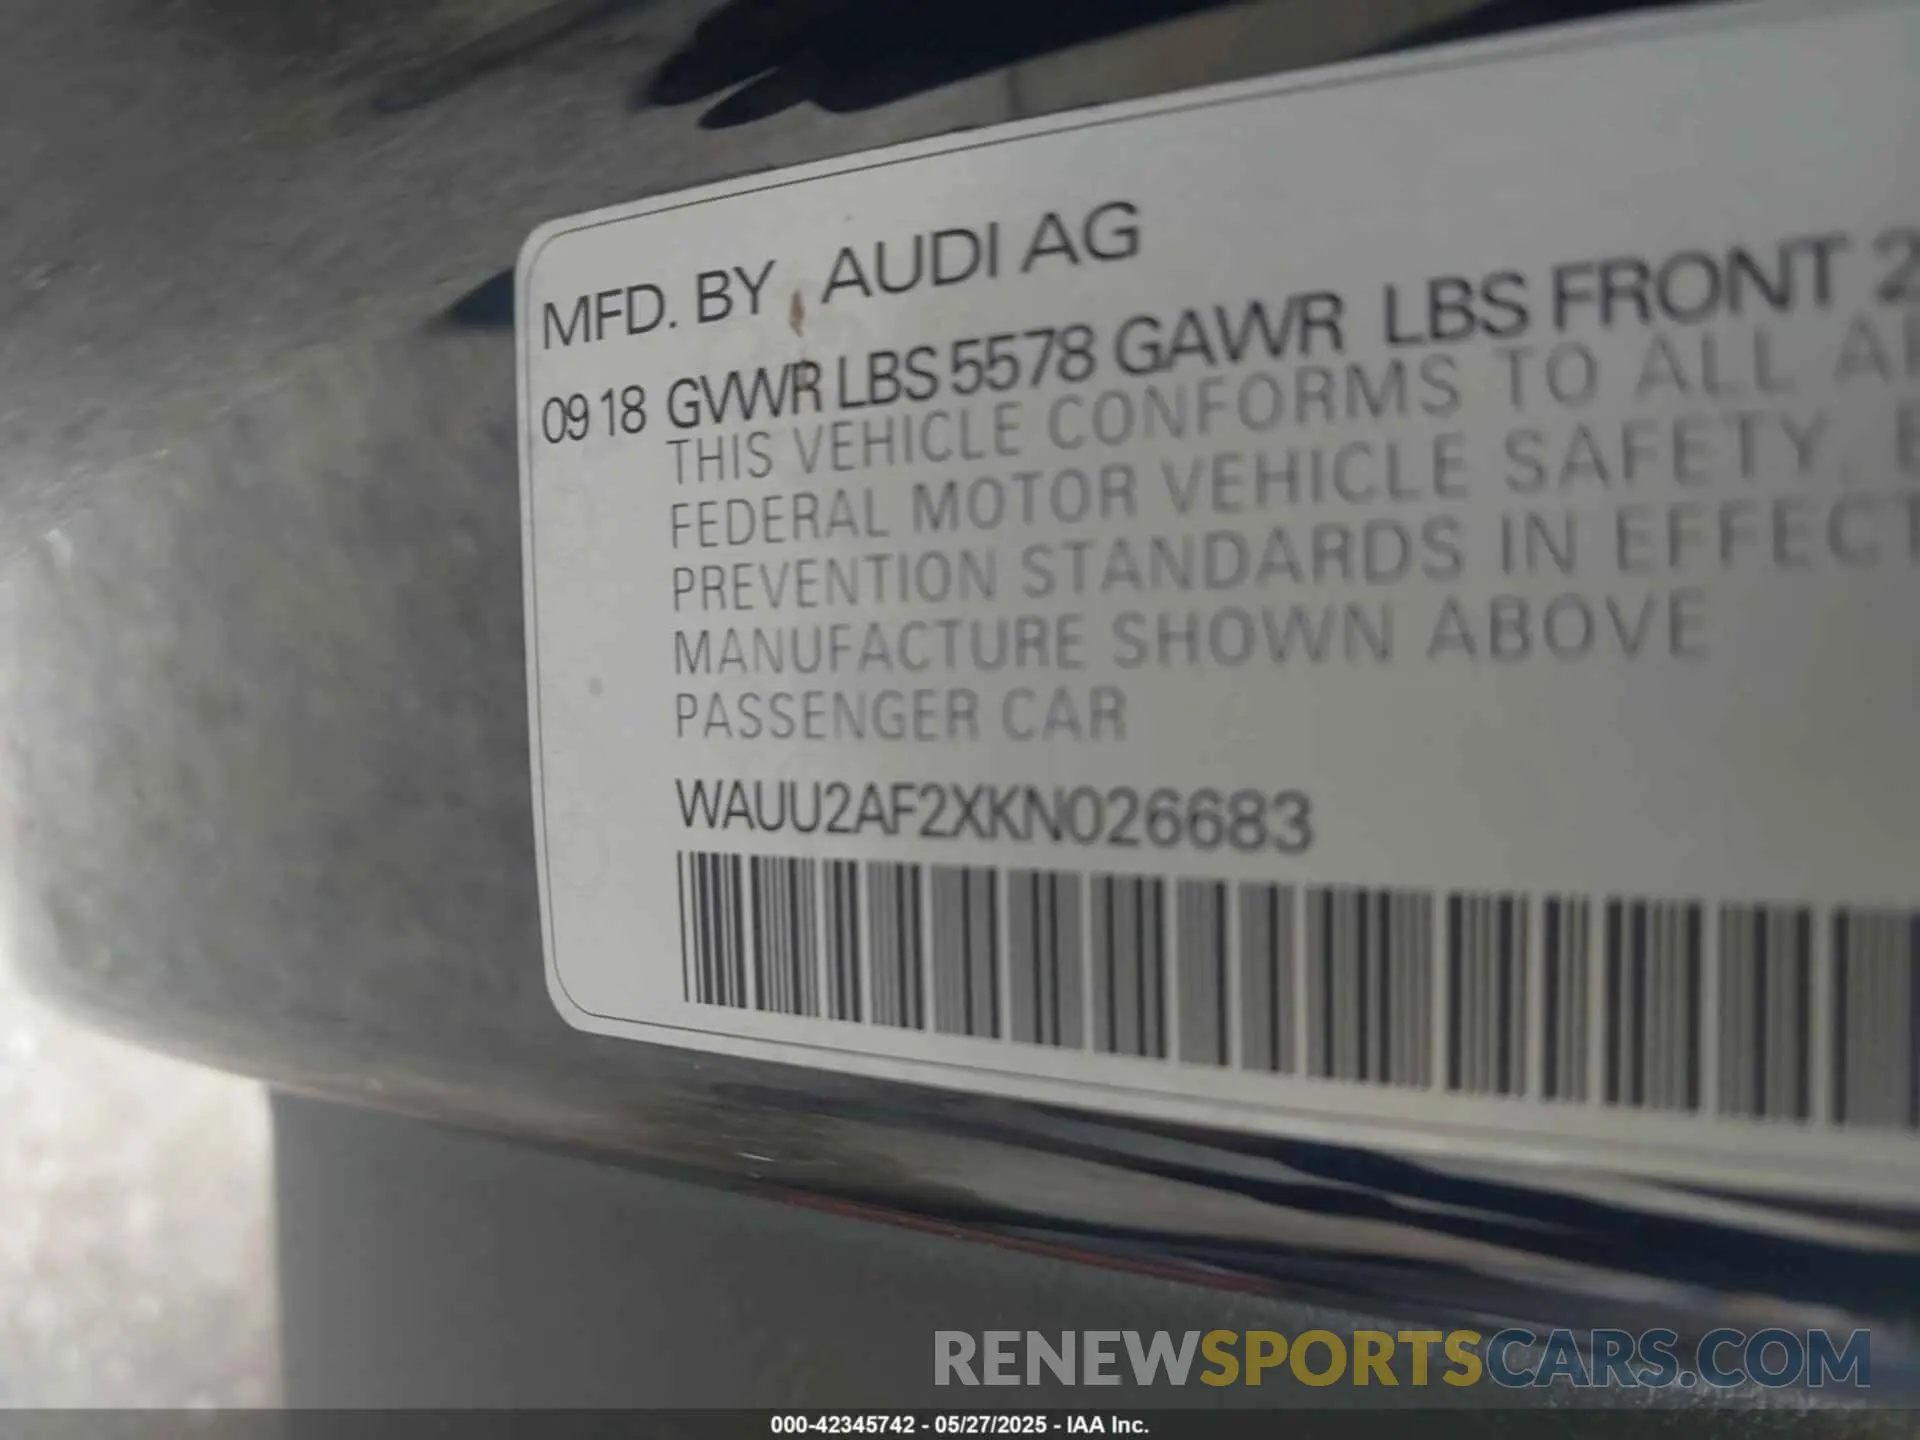 MFD. BY AUDI AG
09 18 GVWR LBS 5578 GAWR LBS FRONT 2
THIS VEHICLE CONFORMS TO ALL
FEDERAL MOTOR VEHICLE SAFETY,
PREVENTION STANDARDS IN EFFECT
MANUFACTURE SHOWN ABOVE
PASSENGER CAR
WAUU2AF2XKN026683
RENEWSPORTSCARS.COM
000-42345742 - 05/27/2025 - IAA Inc.